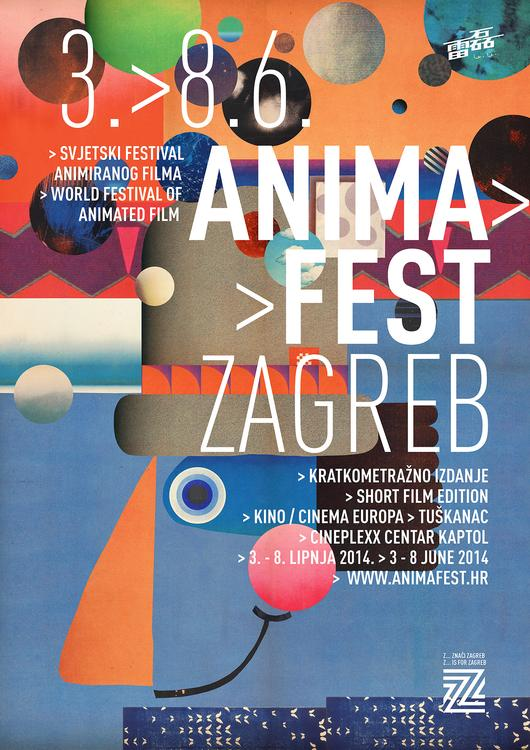 3.>8.6.
> SVJETSKI FESTIVAL
ANIMIRANOG FILMA
> WORLD FESTIVAL OF
ANIMATED FILM
ANIMA>
>FEST
ZAGREB
> KRATKOMETRAŽNO IZDANJE
> SHORT FILM EDITION
> KINO / CINEMA EUROPA > TUŠKANAC
> CINEPLEXX CENTAR KAPTOL
> 3. - 8. LIPNJA 2014. > 3 - 8 JUNE 2014
> WWW.ANIMAFEST.HR
Z... ZNAČI ZAGREB
Z... IS FOR ZAGREB